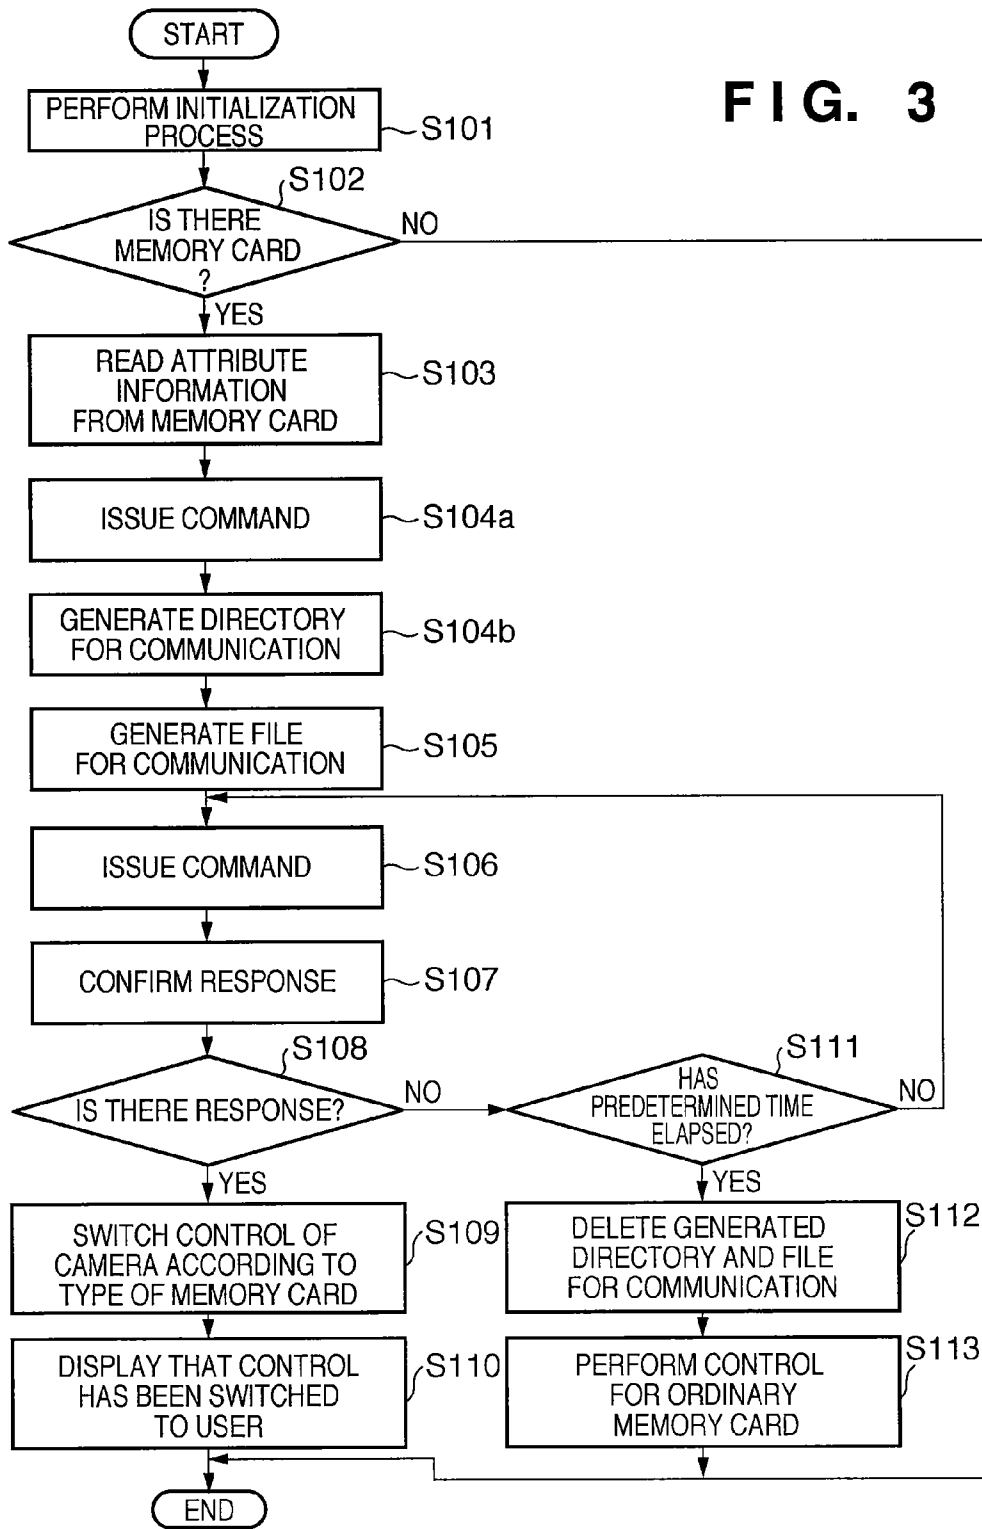 START
FIG. 3
PERFORM INITIALIZATION
PROCESS
S101
S102
IS THERE
MEMORY CARD
?
NO
YES
READ ATTRIBUTE
INFORMATION
FROM MEMORY CARD
S103
ISSUE COMMAND
S104a
GENERATE DIRECTORY
FOR COMMUNICATION
S104b
GENERATE FILE
FOR COMMUNICATION
S105
ISSUE COMMAND
S106
CONFIRM RESPONSE
S107
S108
IS THERE RESPONSE?
NO
S111
HAS
PREDETERMINED TIME
ELAPSED?
NO
YES
SWITCH CONTROL OF
CAMERA ACCORDING TO
TYPE OF MEMORY CARD
S109
YES
DELETE GENERATED
DIRECTORY AND FILE
FOR COMMUNICATION
S112
DISPLAY THAT CONTROL
HAS BEEN SWITCHED
TO USER
S110
PERFORM CONTROL
FOR ORDINARY
MEMORY CARD
S113
END